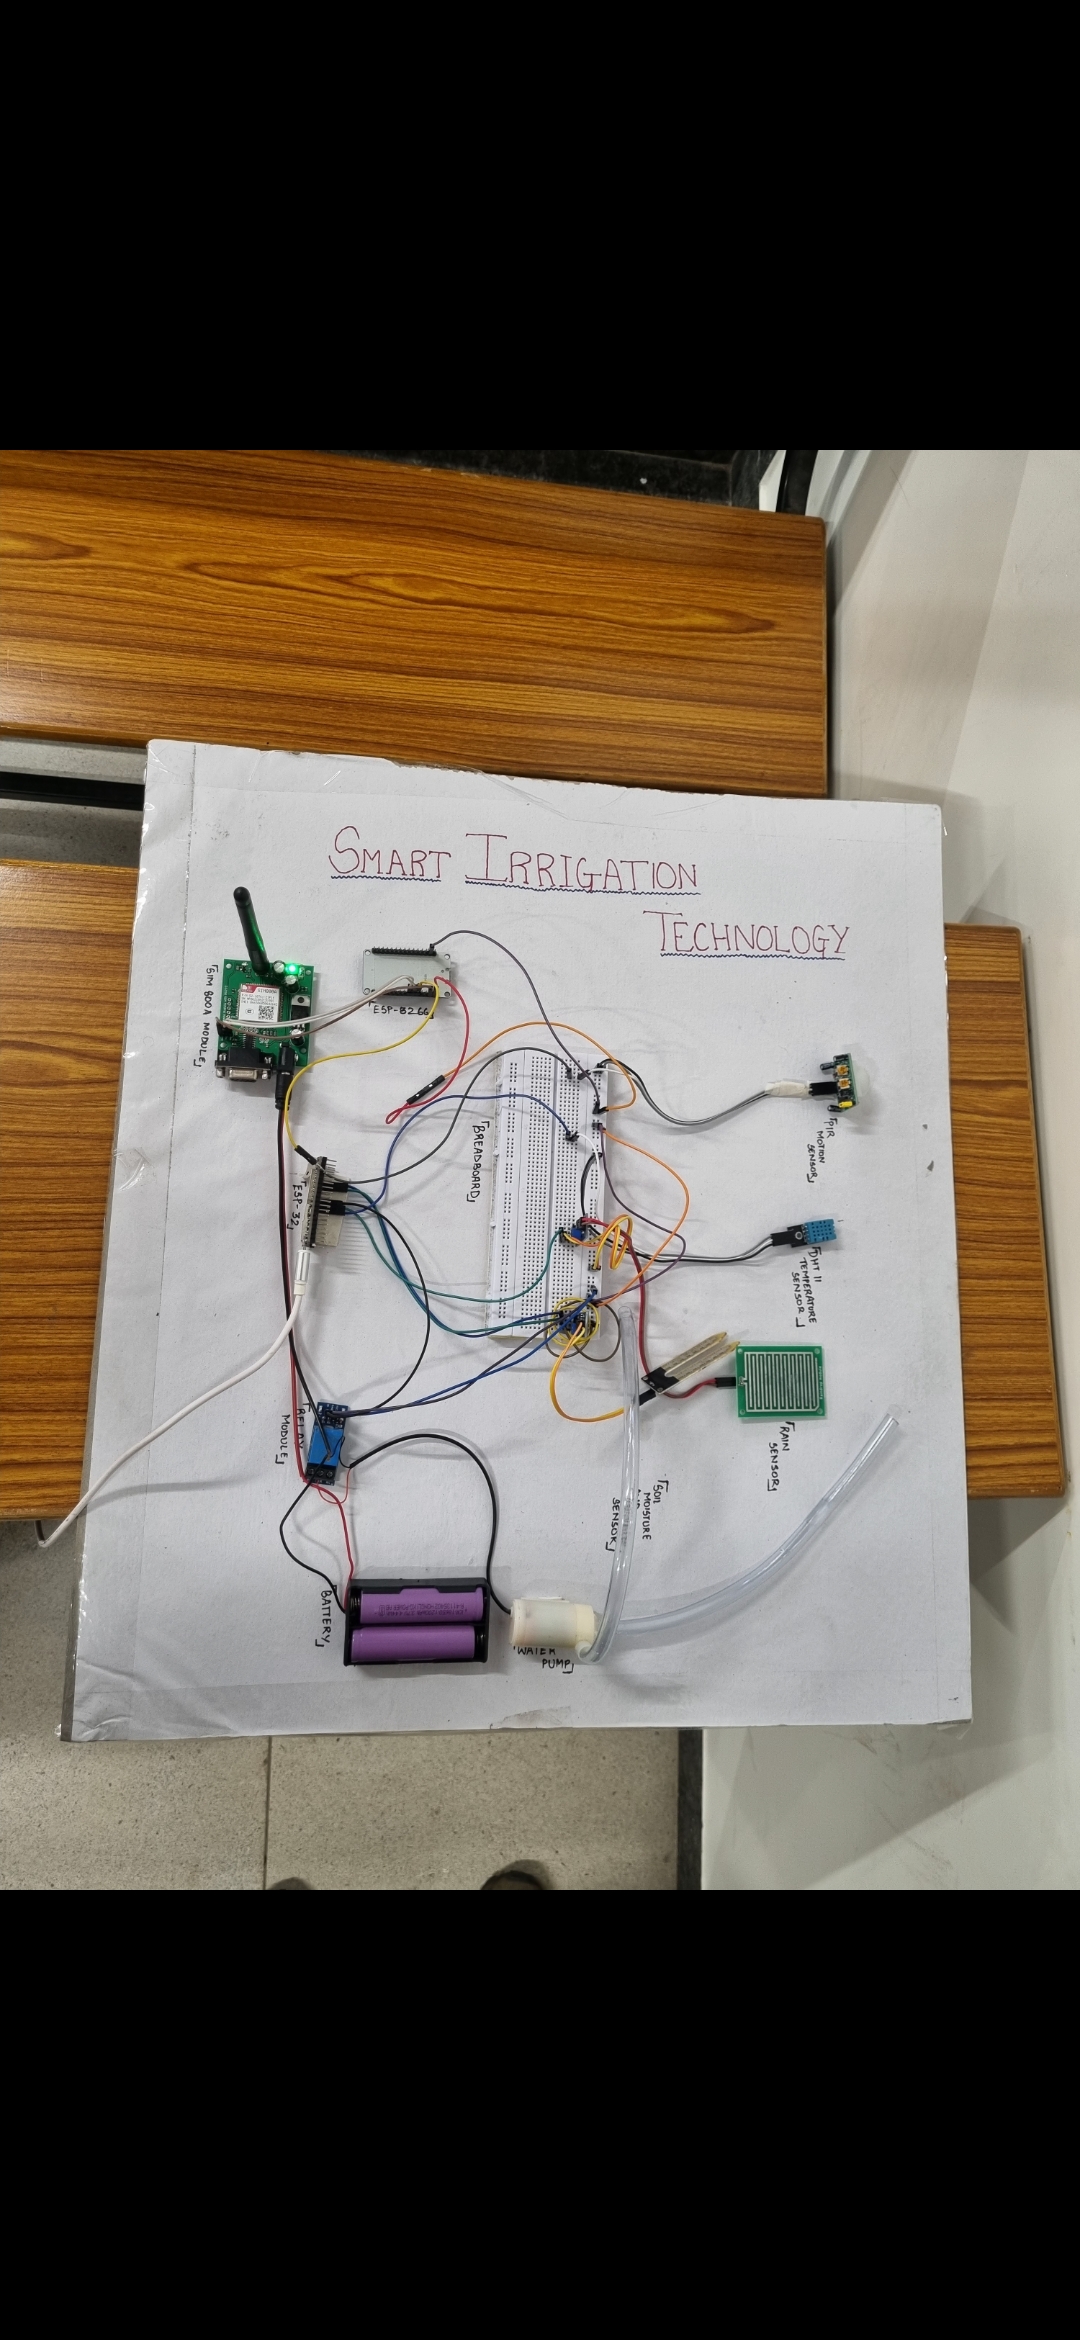 SMART IRRIGATION
TECHNOLOGY
SIM 800A MODULE
ESP-8266
BREADBOARD
PIR
MOTION
SENSOR
ESP-32
DHT 11
TEMPERATURE
SENSOR
RELAY
MODULE
RAIN
SENSOR
SOIL
MOISTURE
SENSOR
BATTERY
WATER
PUMP